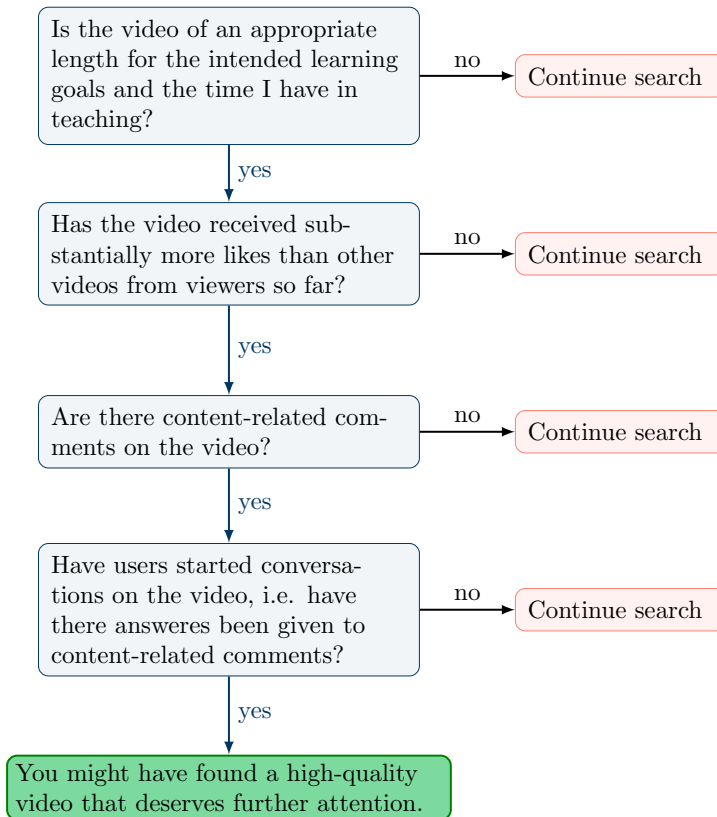 Is the video of an appropriate
length for the intended learning
goals and the time I have in
teaching?
no
Continue search
yes
Has the video received sub-
stantially more likes than other
videos from viewers so far?
no
Continue search
yes
Are there content-related com-
ments on the video?
no
Continue search
yes
Have users started conversa-
tions on the video, i.e. have
there answeres been given to
content-related comments?
no
Continue search
yes
You might have found a high-quality
video that deserves further attention.